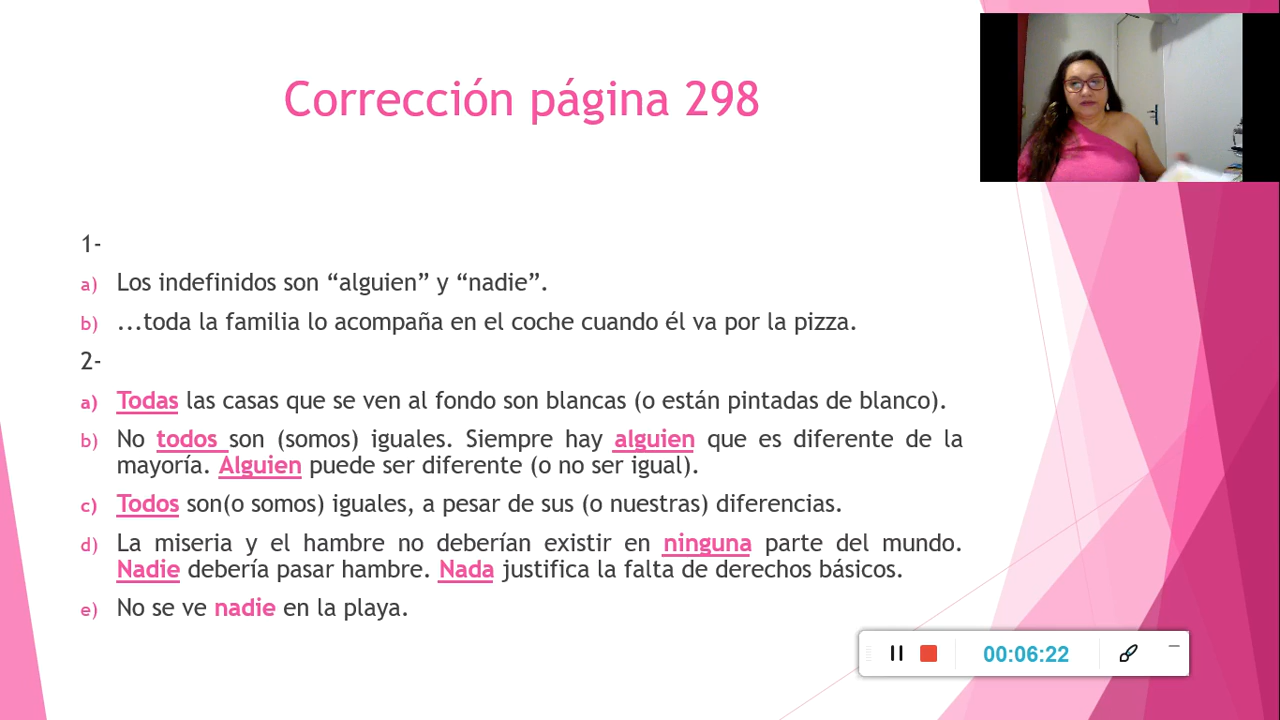 Corrección página 298
1-
a) Los indefinidos son “alguien” y “nadie”.
b) ...toda la familia lo acompaña en el coche cuando él va por la pizza.
2-
a) Todas las casas que se ven al fondo son blancas (o están pintadas de blanco).
b) No todos son (somos) iguales. Siempre hay alguien que es diferente de la
mayoría. Alguien puede ser diferente (o no ser igual).
c) Todos son(o somos) iguales, a pesar de sus (o nuestras) diferencias.
d) La miseria y el hambre no deberían existir en ninguna parte del mundo.
Nadie debería pasar hambre. Nada justifica la falta de derechos básicos.
e) No se ve nadie en la playa.
00:06:22